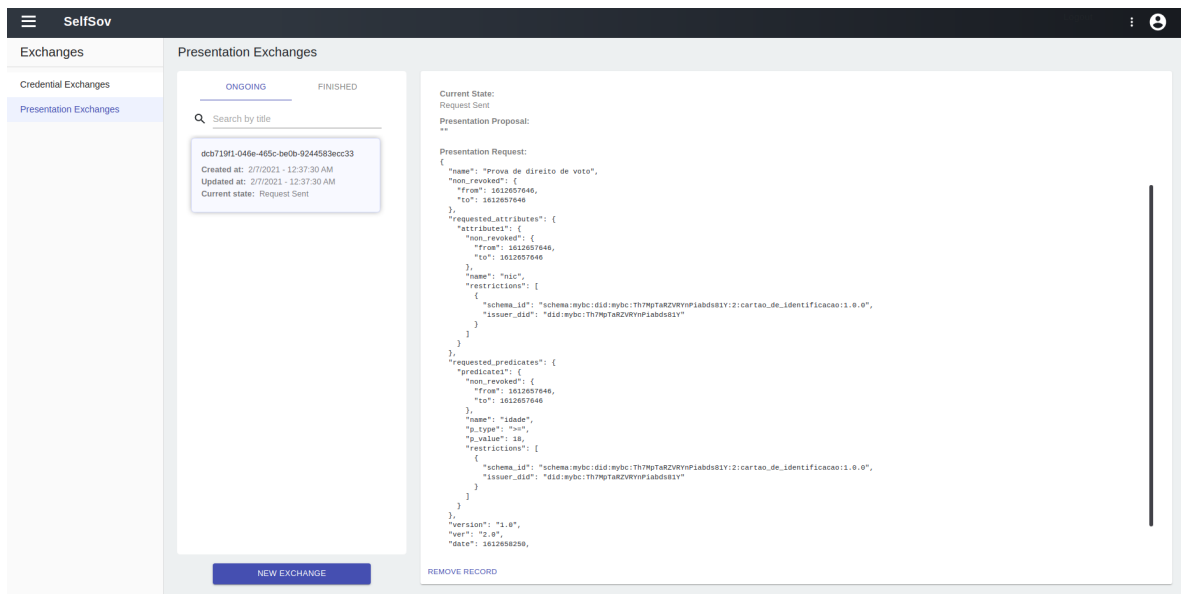 SelfSov
Exchanges
Credential Exchanges
Presentation Exchanges
Presentation Exchanges
ONGOING
FINISHED
Search by title
dcb719f1-046e-465c-be0b-9244583ecc33
Created at: 2/7/2021 - 12:37:30 AM
Updated at: 2/7/2021 - 12:37:30 AM
Current state: Request Sent
NEW EXCHANGE
Current State:
Request Sent
Presentation Proposal:
""
Presentation Request:
{
"name": "Prova de direito de voto",
"non_revoked": {
"from": 1612657646,
"to": 1612657646
},
"requested_attributes": {
"attribute1": {
"non_revoked": {
"from": 1612657646,
"to": 1612657646
},
"name": "nic",
"restrictions": [
{
"schema_id": "schema:mybc:did:mybc:Th7MpTaRZVRYnPiabds81Y:2:cartao_de_identificacao:1.0.0",
"issuer_did": "did:mybc:Th7MpTaRZVRYnPiabds81Y"
}
]
}
},
"requested_predicates": {
"predicate1": {
"non_revoked": {
"from": 1612657646,
"to": 1612657646
},
"name": "idade",
"p_type": ">=",
"p_value": 18,
"restrictions": [
{
"schema_id": "schema:mybc:did:mybc:Th7MpTaRZVRYnPiabds81Y:2:cartao_de_identificacao:1.0.0",
"issuer_did": "did:mybc:Th7MpTaRZVRYnPiabds81Y"
}
]
}
},
"version": "1.0",
"ver": "2.0",
"date": 1612658250,
REMOVE RECORD